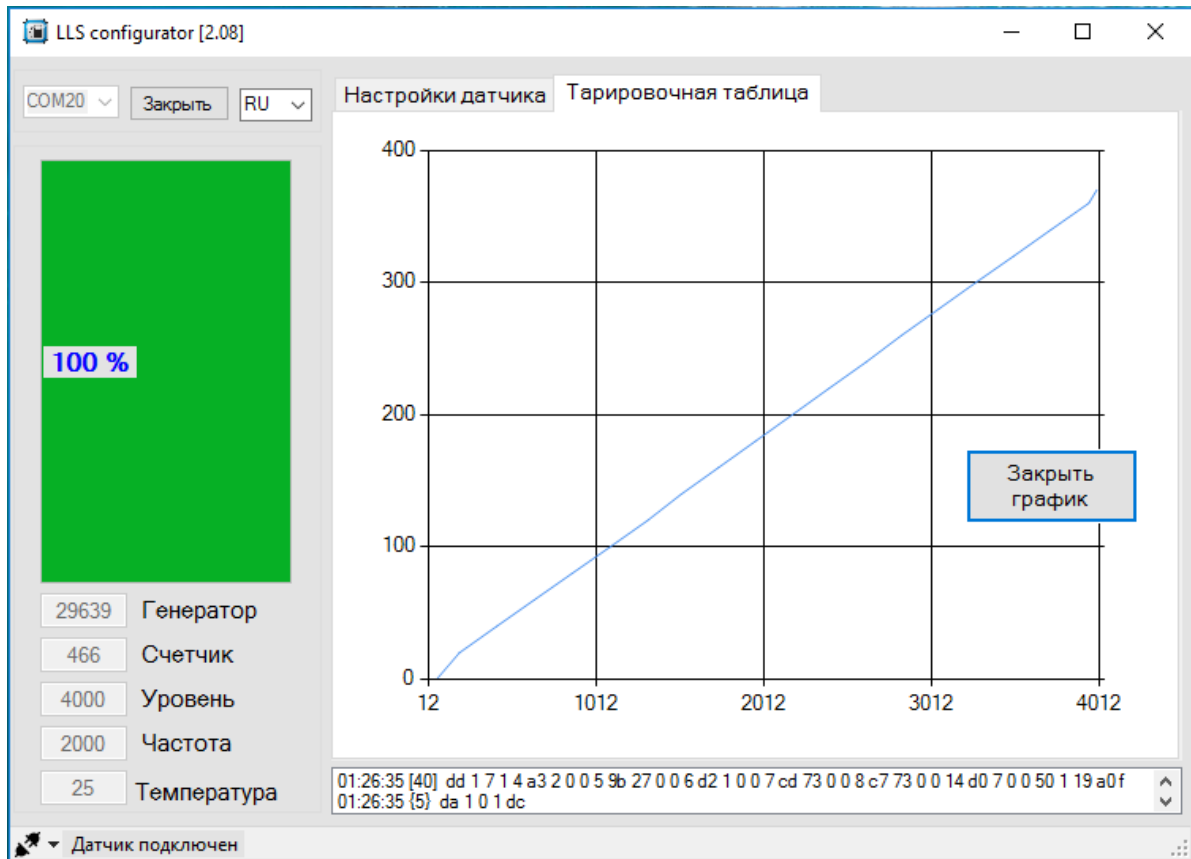 LLS configurator [2.08]
COM20 Закрыть RU
Настройки датчика Тарировочная таблица
100 %
400
300
200
100
0
12 1012 2012 3012 4012
Закрыть
график
29639 Генератор
466 Счетчик
4000 Уровень
2000 Частота
25 Температура
01:26:35 [40] dd 1 7 1 4 a3 2 0 0 5 9b 27 0 0 6 d2 1 0 0 7 cd 73 0 0 8 c7 73 0 0 14 d0 7 0 0 50 1 19 a0 f
01:26:35 {5} da 1 0 1 dc
Датчик подключен